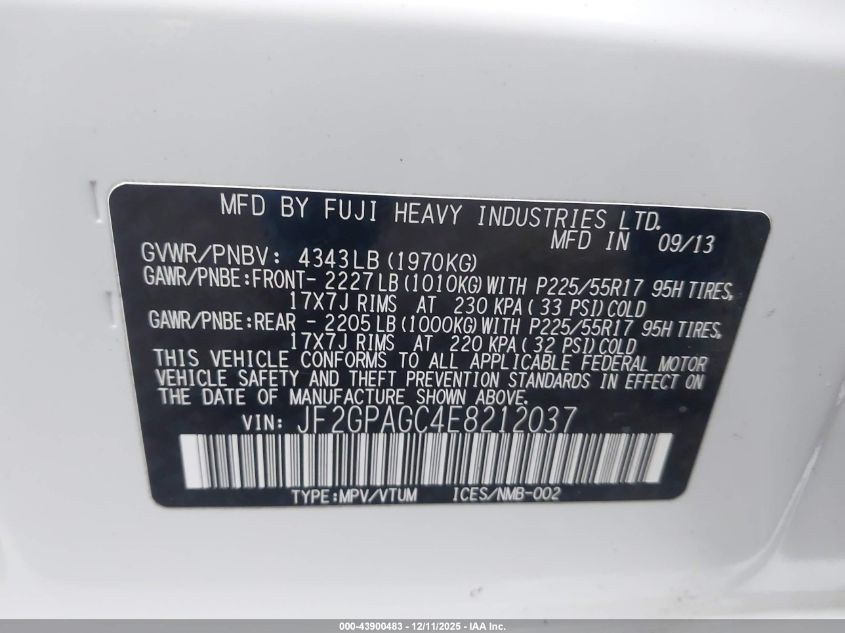 MFD BY FUJI HEAVY INDUSTRIES LTD.
MFD IN 09/13
GVWR/PNBV: 4343LB (1970KG)
GAWR/PNBE:FRONT- 2227LB (1010KG) WITH P225/55R17 95H TIRES,
17X7J RIMS AT 230 KPA ( 33 PSI) COLD
GAWR/PNBE:REAR - 2205LB (1000KG) WITH P225/55R17 95H TIRES,
17X7J RIMS AT 220 KPA ( 32 PSI) COLD
THIS VEHICLE CONFORMS TO ALL APPLICABLE FEDERAL MOTOR
VEHICLE SAFETY AND THEFT PREVENTION STANDARDS IN EFFECT ON
THE DATE OF MANUFACTURE SHOWN ABOVE.
VIN: JF2GPAGC4E8212037
TYPE:MPV/VTUM ICES/NMB-002
000-43900483 - 12/11/2025 - IAA Inc.